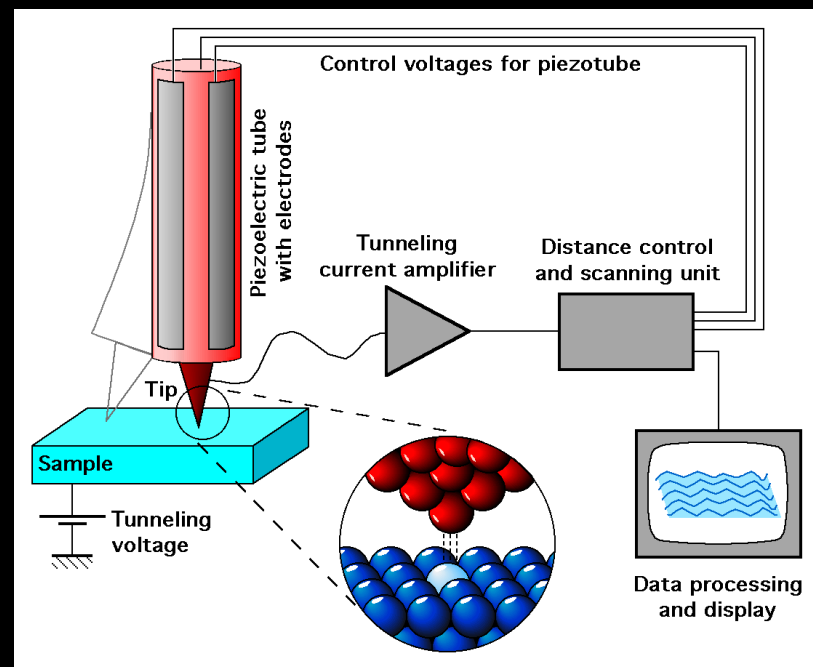 Control voltages for piezotube
Piezoelectric tube
with electrodes
Tunneling
current amplifier
Distance control
and scanning unit
Tip
Sample
Tunneling
voltage
Data processing
and display